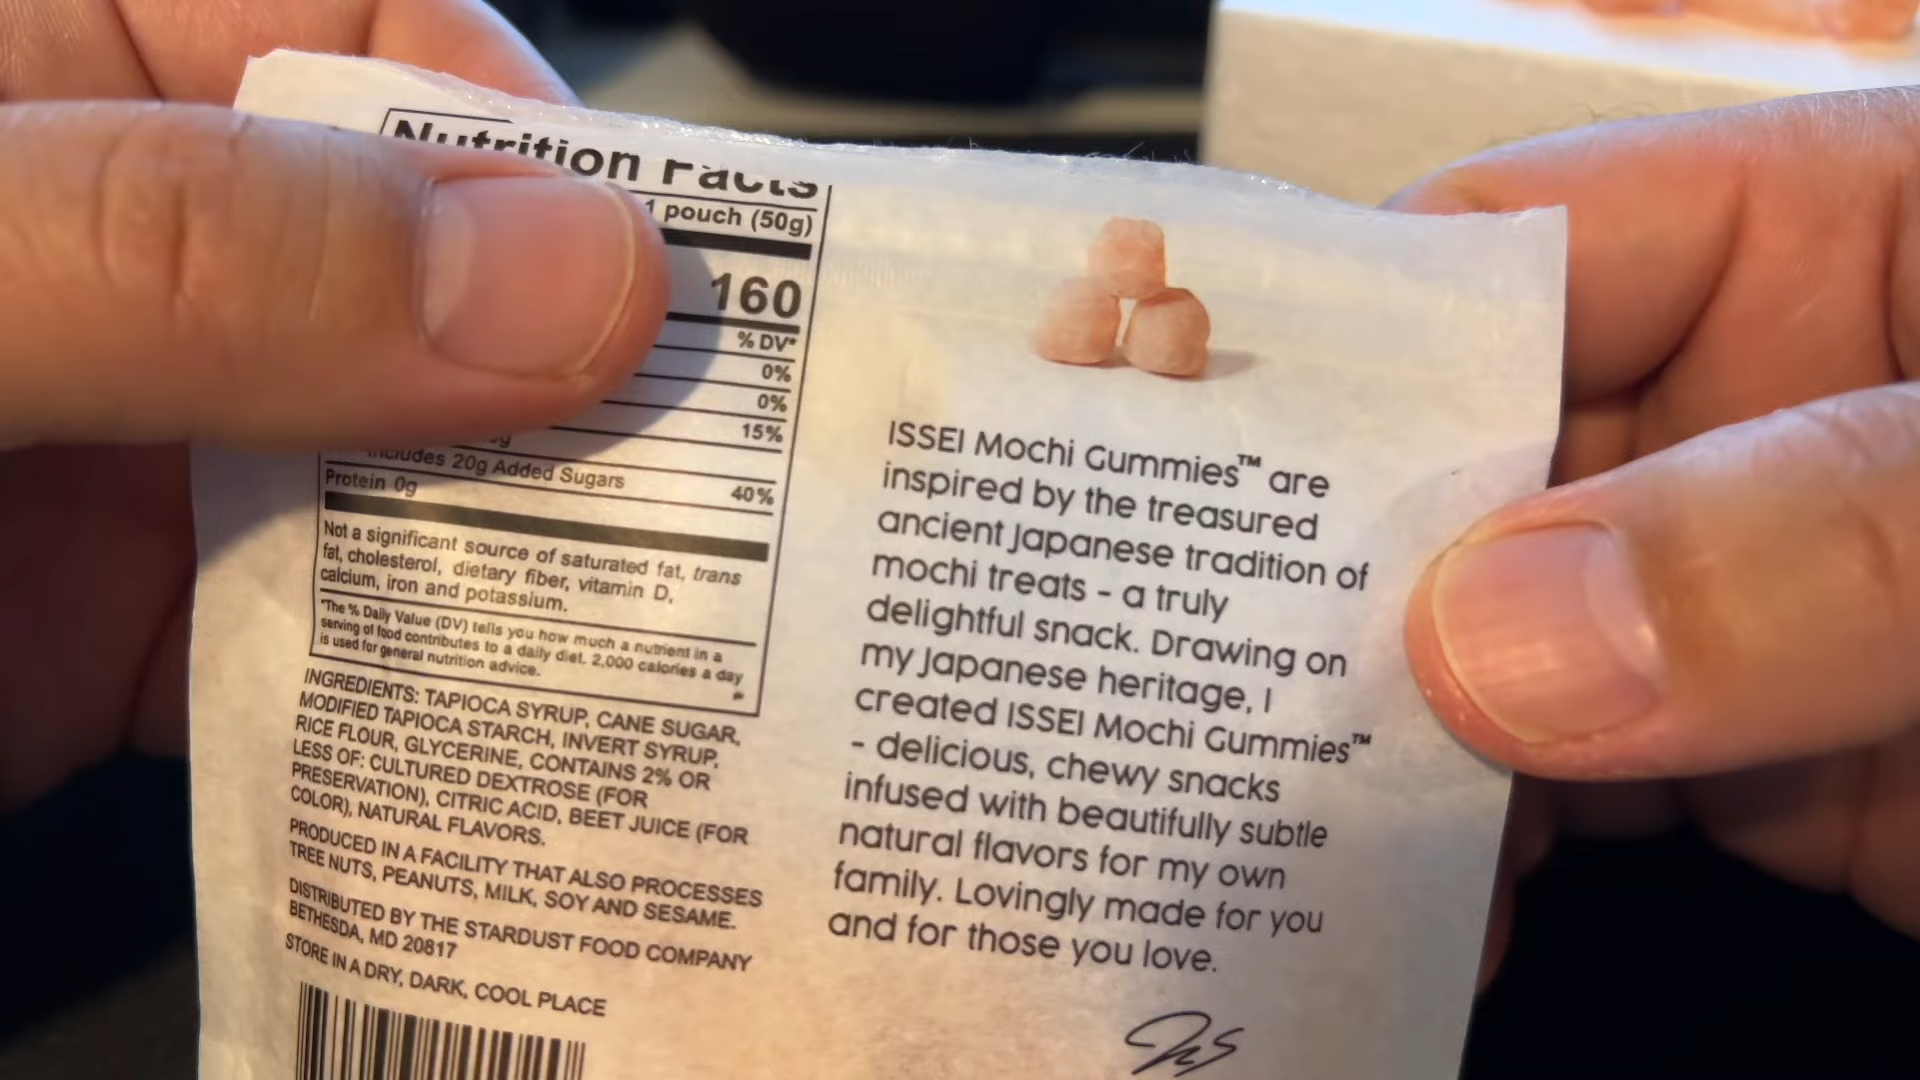 Nutrition Facts
1 pouch (50g)
160
% DV*
0%
0%
15%
Includes 20g Added Sugars 40%
Protein 0g
Not a significant source of saturated fat, trans
fat, cholesterol, dietary fiber, vitamin D,
calcium, iron and potassium.
*The % Daily Value (DV) tells you how much a nutrient in a
serving of food contributes to a daily diet. 2,000 calories a day
is used for general nutrition advice.
INGREDIENTS: TAPIOCA SYRUP, CANE SUGAR,
MODIFIED TAPIOCA STARCH, INVERT SYRUP,
RICE FLOUR, GLYCERINE, CONTAINS 2% OR
LESS OF: CULTURED DEXTROSE (FOR
PRESERVATION), CITRIC ACID, BEET JUICE (FOR
COLOR), NATURAL FLAVORS.
PRODUCED IN A FACILITY THAT ALSO PROCESSES
TREE NUTS, PEANUTS, MILK, SOY AND SESAME.
DISTRIBUTED BY THE STARDUST FOOD COMPANY
BETHESDA, MD 20817
STORE IN A DRY, DARK, COOL PLACE
ISSEI Mochi Gummies™ are
inspired by the treasured
ancient Japanese tradition of
mochi treats - a truly
delightful snack. Drawing on
my Japanese heritage, I
created ISSEI Mochi Gummies™
- delicious, chewy snacks
infused with beautifully subtle
natural flavors for my own
family. Lovingly made for you
and for those you love.